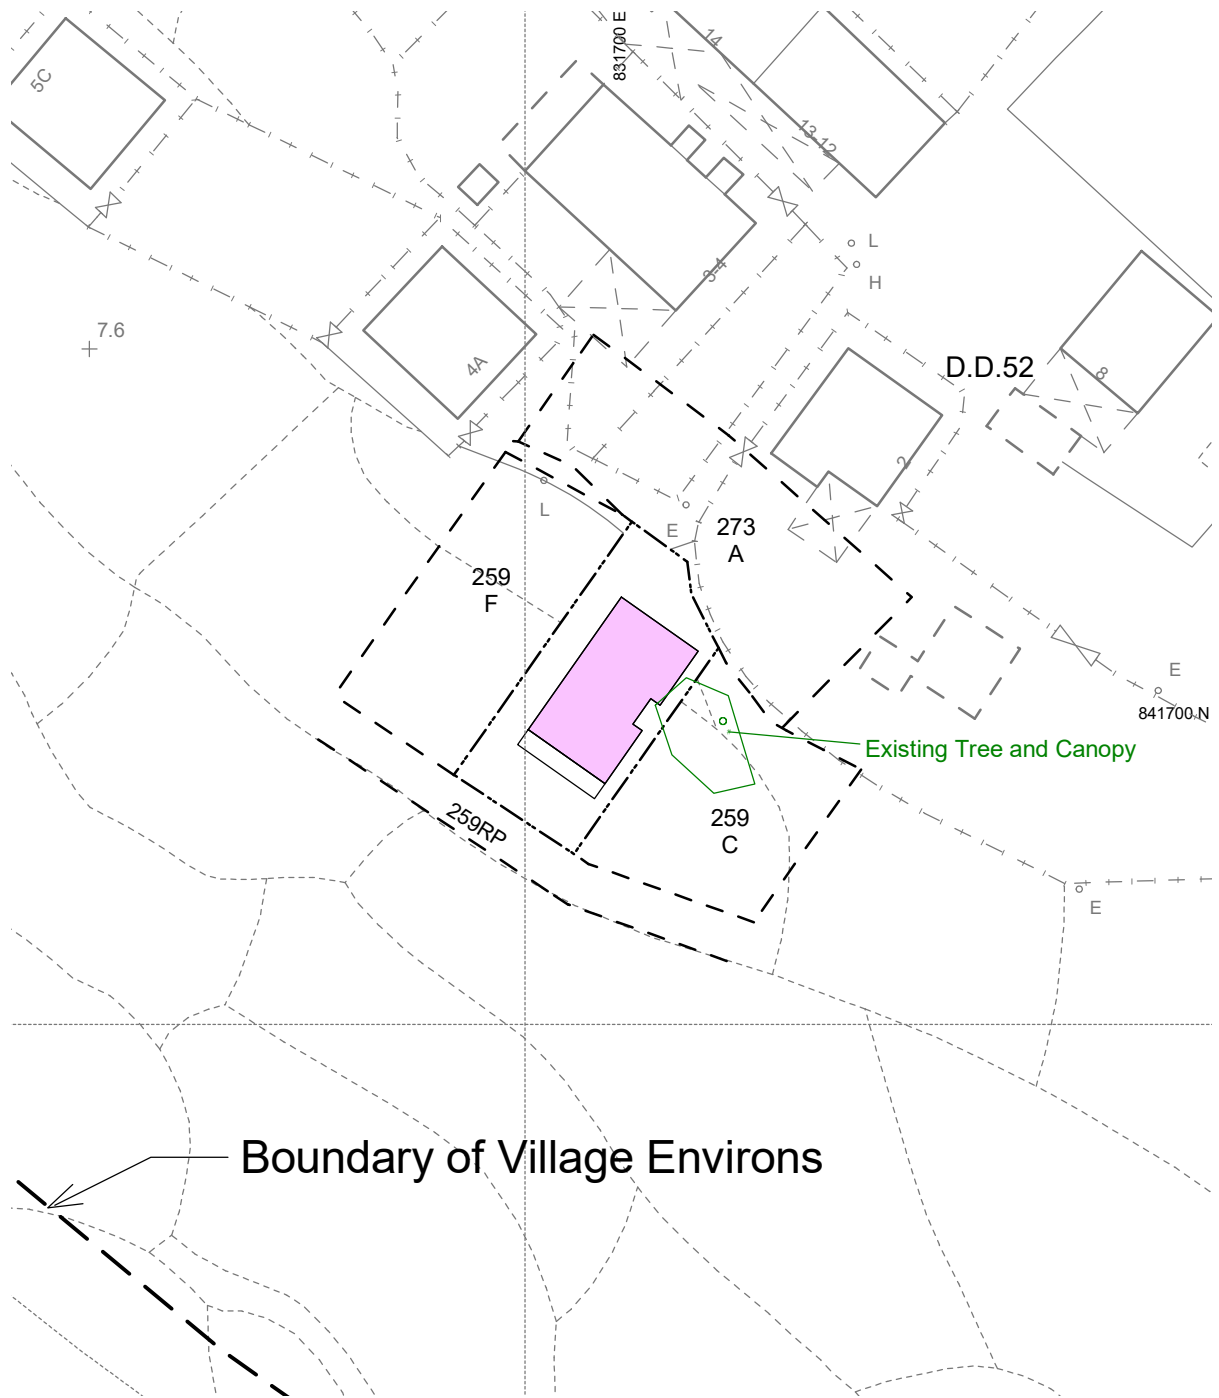 831700 E
14
5C
13-12
L
3-4
H
7.6
D.D.52
4A
8
2
L
E
273
A
259
F
E
841700 N
Existing Tree and Canopy
259RP
259
C
E
Boundary of Village Environs